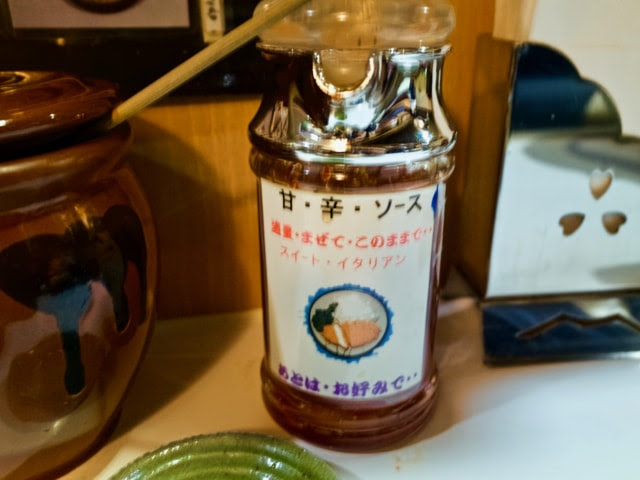 甘・辛・ソース
適量・まぜて・このままで・・
スイート・イタリアン
あとは・お好みで・・